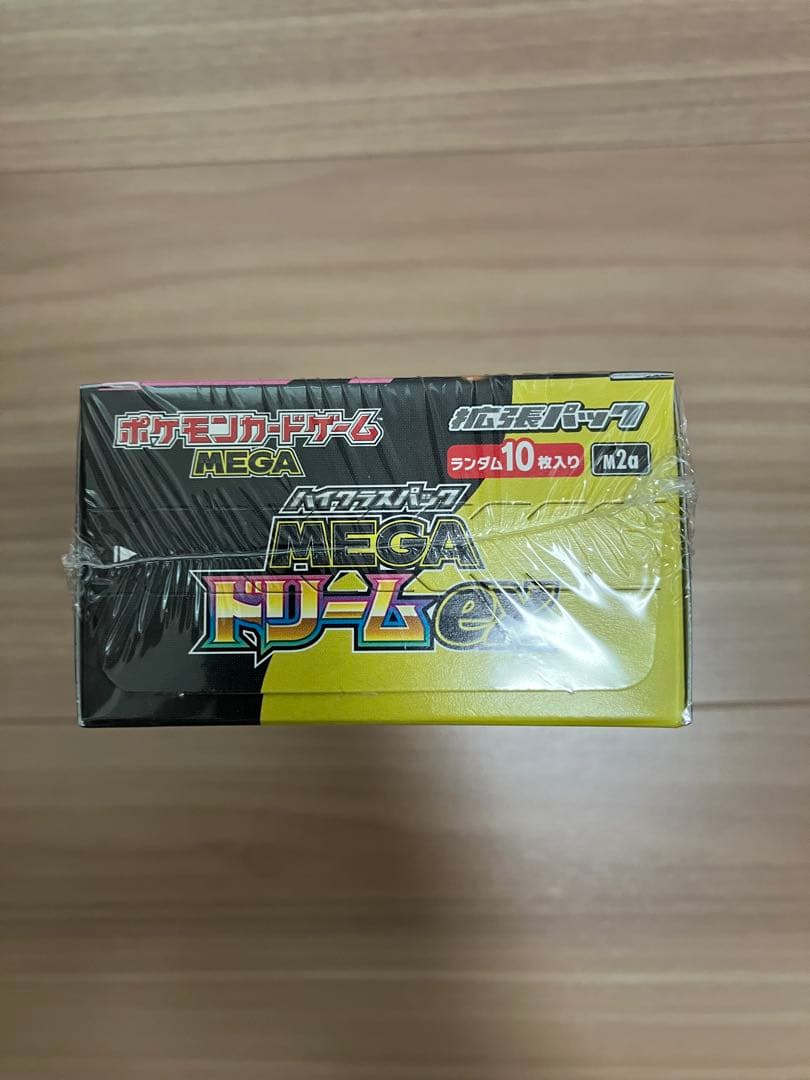 ポケモンカードゲーム
MEGA
拡張パック
ランダム10枚入り
M2a
ハイクラスパック
MEGA
ドリームex